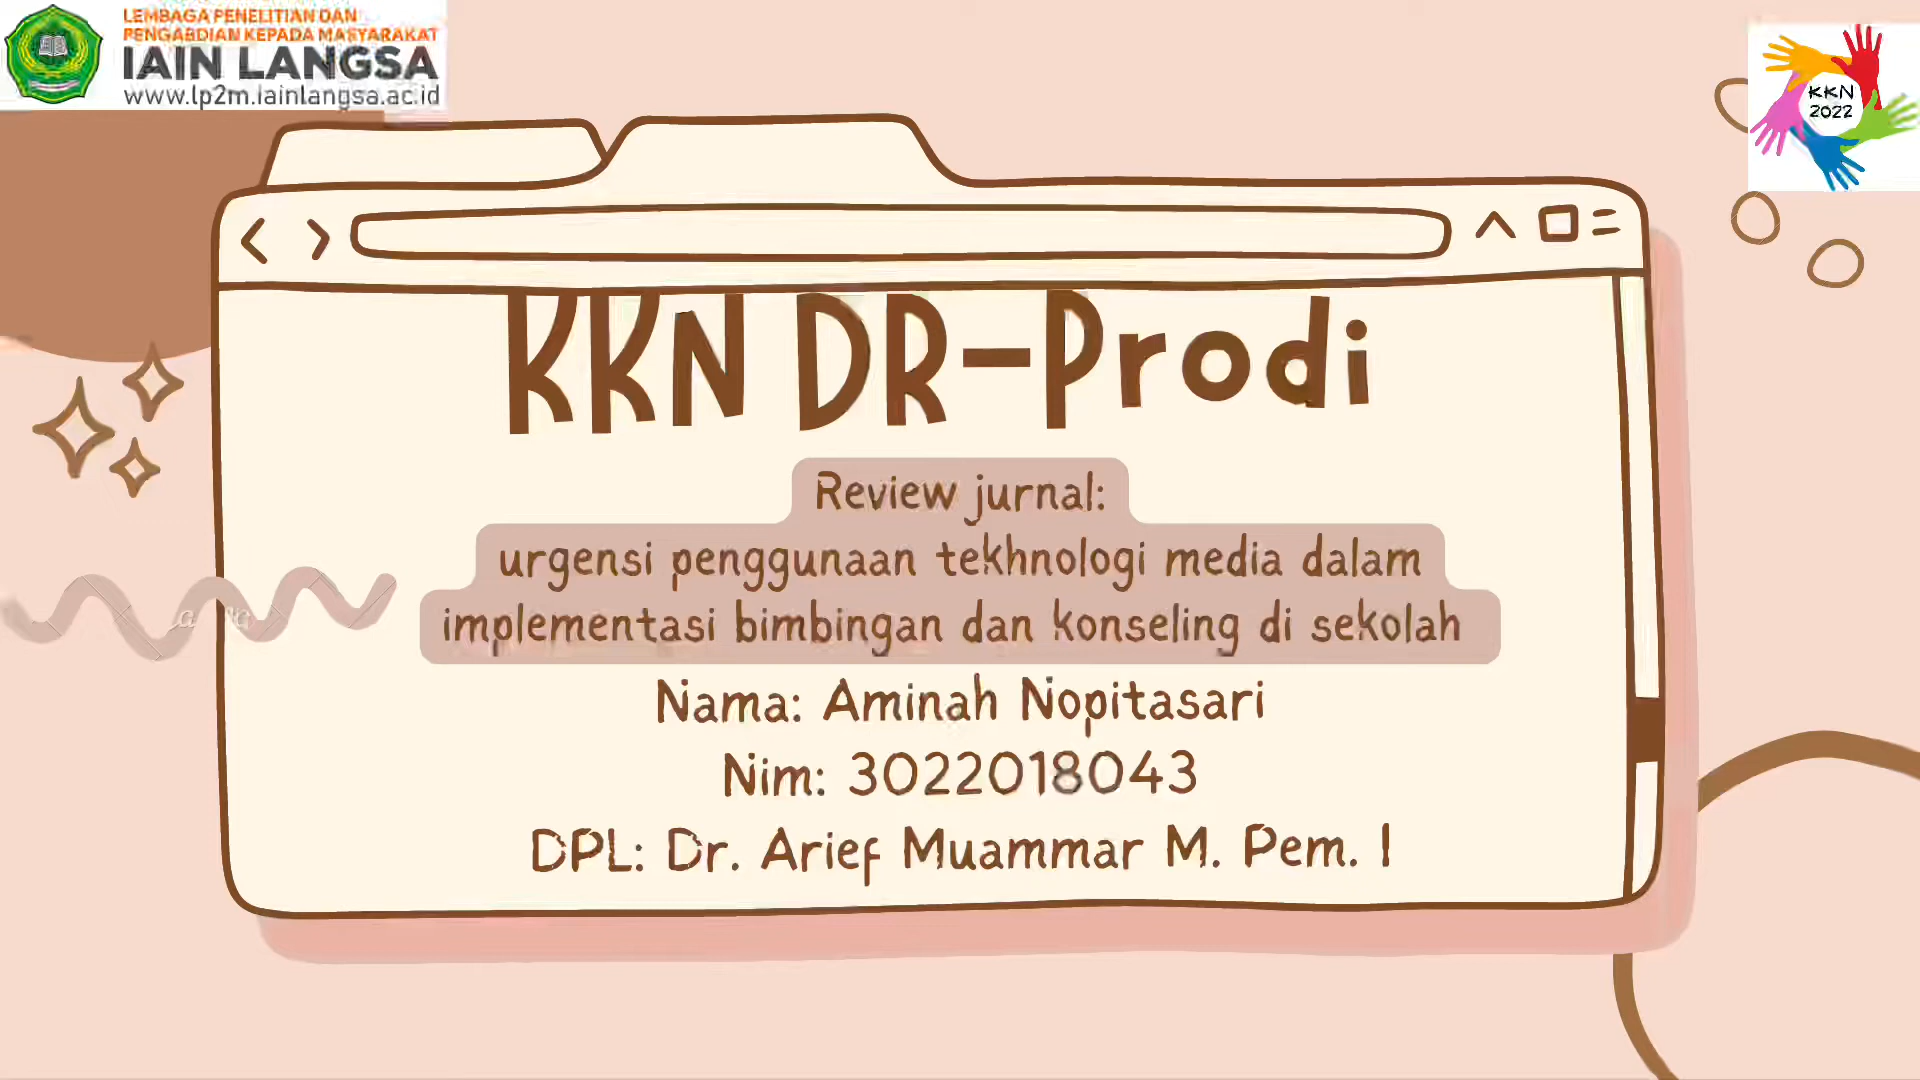 LEMBAGA PENELITIAN DAN
PENGABDIAN KEPADA MASYARAKAT
IAIN LANGSA
www.lp2m.iainlangsa.ac.id
KKN
2022
KKN DR-Prodi
Review jurnal:
urgensi penggunaan tekhnologi media dalam
implementasi bimbingan dan konseling di sekolah
Nama: Aminah Nopitasari
Nim: 3022018043
DPL: Dr. Arief Muammar M. Pem. I